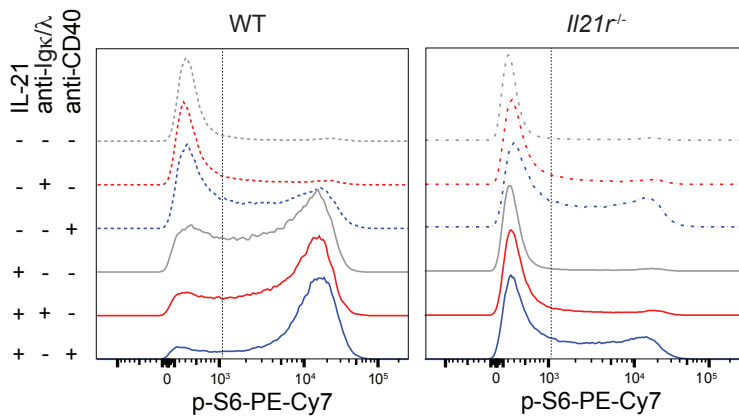 WT
Il21r-/-
IL-21
anti-Igκ/λ
anti-CD40
- - -
- + -
- - +
+ - -
+ + -
+ - +
0 10³ 10⁴ 10⁵
0 10³ 10⁴ 10⁵
p-S6-PE-Cy7
p-S6-PE-Cy7